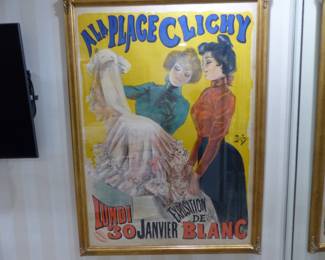 A LA PLACE CLICHY
LUNDI
30 JANVIER
EXPOSITION
DE
BLANC